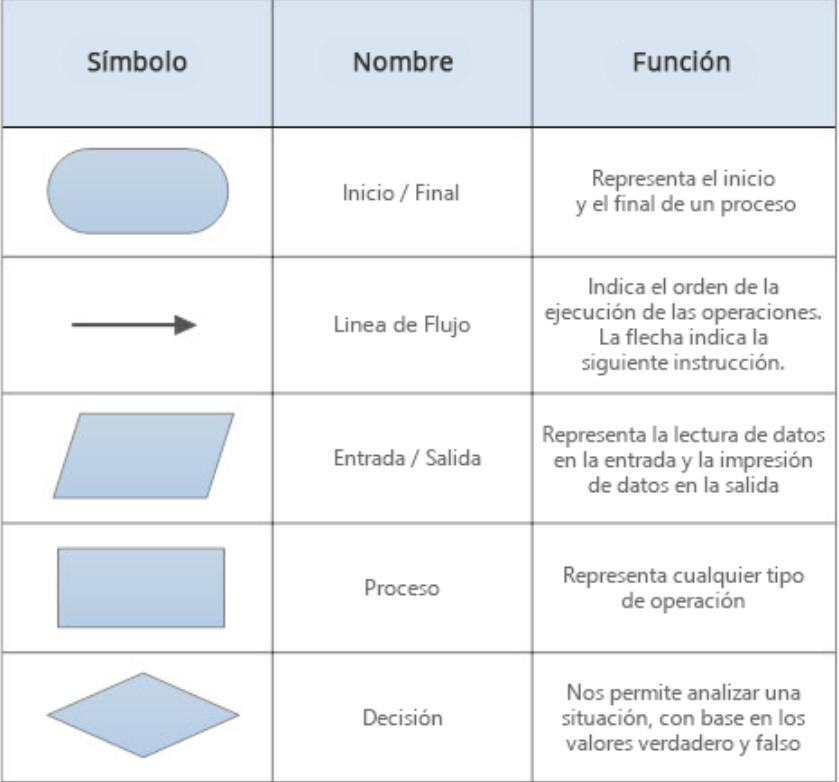 Símbolo
Nombre
Función
Inicio / Final
Representa el inicio
y el final de un proceso
Linea de Flujo
Indica el orden de la
ejecución de las operaciones.
La flecha indica la
siguiente instrucción.
Entrada / Salida
Representa la lectura de datos
en la entrada y la impresión
de datos en la salida
Proceso
Representa cualquier tipo
de operación
Decisión
Nos permite analizar una
situación, con base en los
valores verdadero y falso